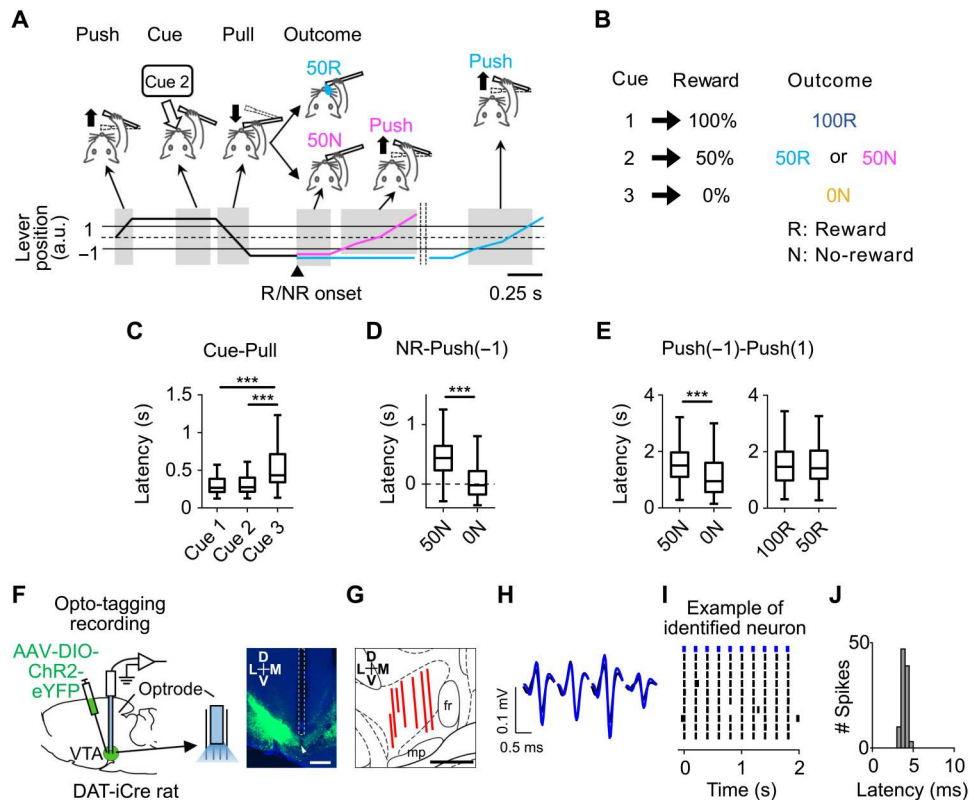 A
Push
Cue
Pull
Outcome
Cue 2
50R
50N
Push
Push
Lever
position
(a.u.)
1
−1
R/NR onset
0.25 s
B
Cue
Reward
Outcome
1
100%
100R
2
50%
50R or 50N
3
0%
0N
R: Reward
N: No-reward
C
Cue-Pull
Latency (s)
1.5
1
0.5
0
***
***
Cue 1
Cue 2
Cue 3
D
NR-Push(−1)
Latency (s)
1
0
***
50N
0N
E
Push(−1)-Push(1)
Latency (s)
4
2
0
***
50N
0N
4
2
0
100R
50R
F
Opto-tagging
recording
AAV-DIO-
ChR2-
eYFP
Optrode
VTA
DAT-iCre rat
D
L
M
V
G
D
L
M
V
fr
mp
H
0.1 mV
0.5 ms
I
Example of
identified neuron
0
1
2
Time (s)
J
# Spikes
50
0
0
5
10
Latency (ms)